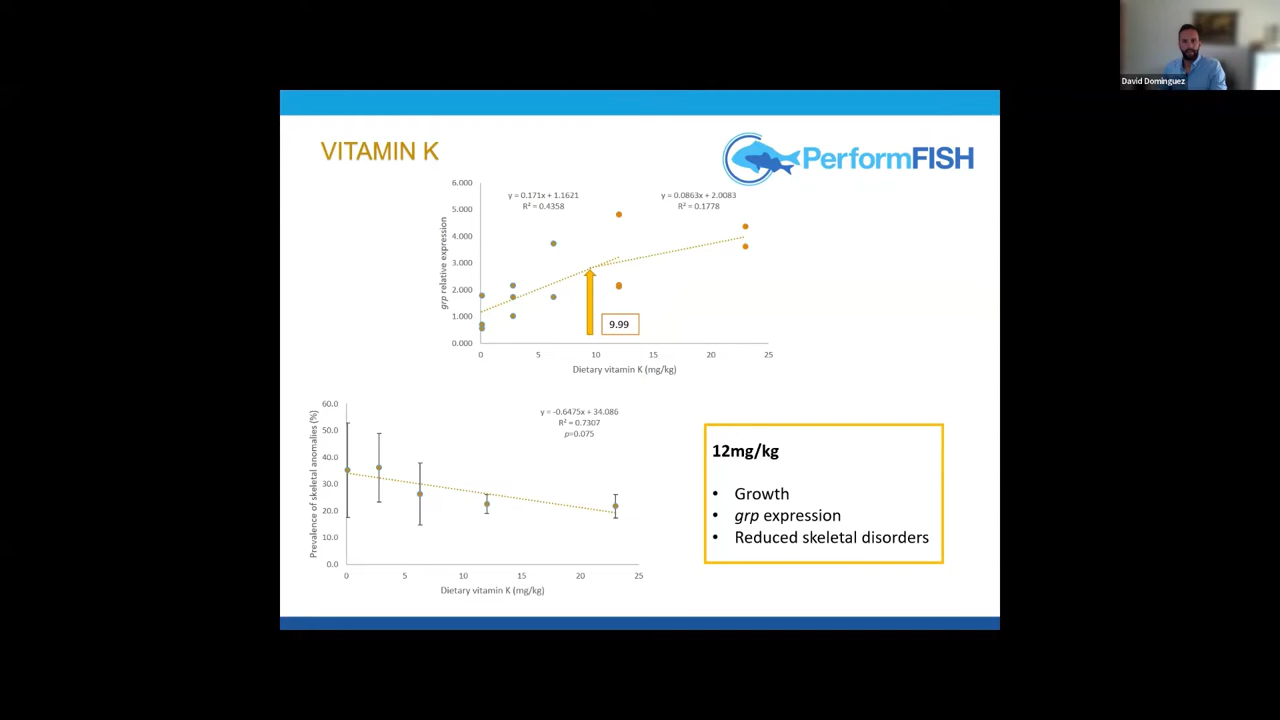 David Dominguez
VITAMIN K
PerformFISH
6.000
5.000
4.000
3.000
2.000
1.000
0.000
grp relative expression
y = 0.171x + 1.1621
R² = 0.4358
y = 0.0863x + 2.0083
R² = 0.1778
9.99
0 5 10 15 20 25
Dietary vitamin K (mg/kg)
60.0
50.0
40.0
30.0
20.0
10.0
0.0
Prevalence of skeletal anomalies (%)
y = -0.6475x + 34.086
R² = 0.7307
p=0.075
0 5 10 15 20 25
Dietary vitamin K (mg/kg)
12mg/kg
• Growth
• grp expression
• Reduced skeletal disorders